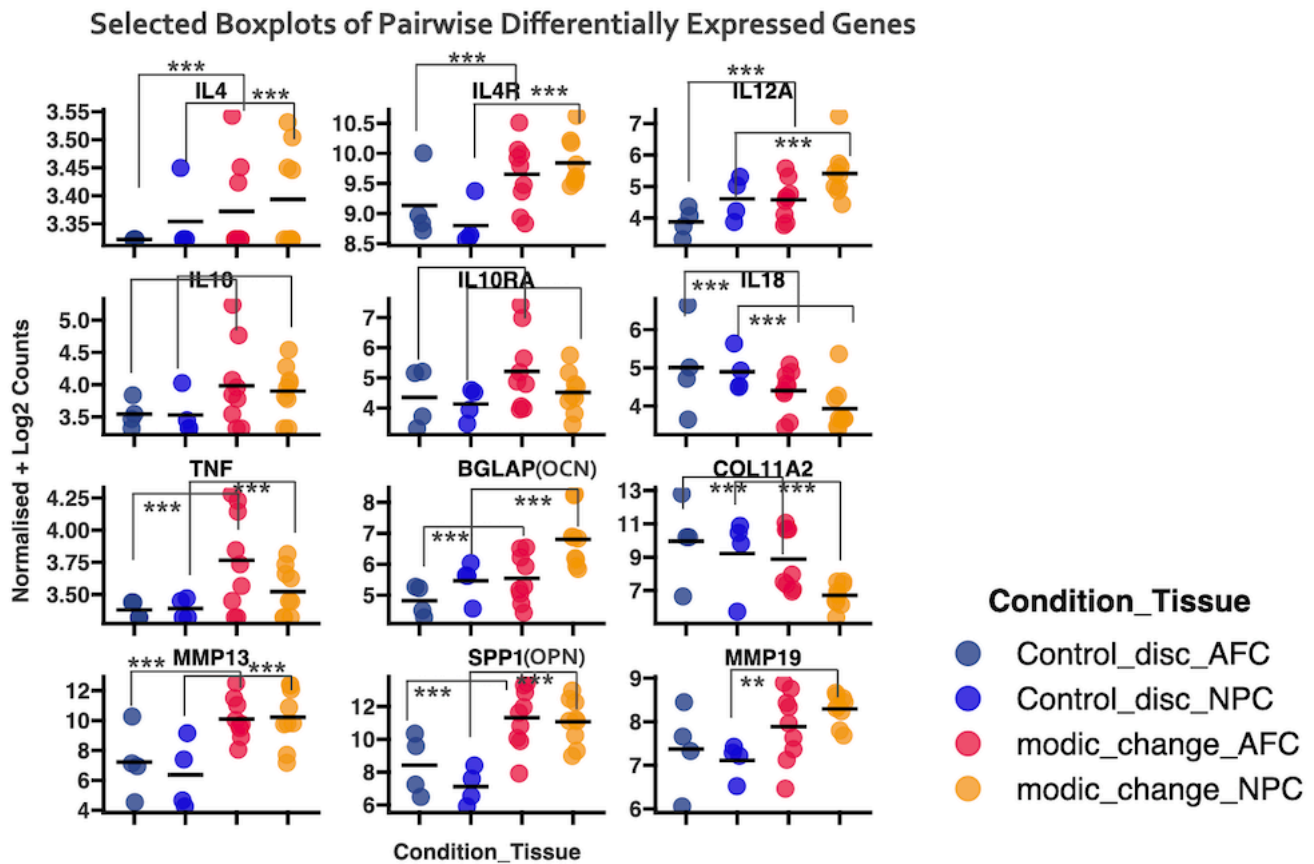 Selected Boxplots of Pairwise Differentially Expressed Genes
Normalised + Log2 Counts
*** IL4 ***
3.55
3.50
3.45
3.40
3.35
*** IL4R ***
10.5
10.0
9.5
9.0
8.5
*** IL12A ***
7
6
5
4
IL10
5.0
4.5
4.0
3.5
IL10RA
7
6
5
4
IL18 *** ***
6
5
4
TNF *** ***
4.25
4.00
3.75
3.50
BGLAP(OCN) *** ***
8
7
6
5
COL11A2 *** ***
13
11
9
7
*** MMP13 ***
12
10
8
6
4
SPP1(OPN) *** ***
12
10
8
6
MMP19 **
9
8
7
6
Condition_Tissue
Condition_Tissue
Control_disc_AFC
Control_disc_NPC
modic_change_AFC
modic_change_NPC